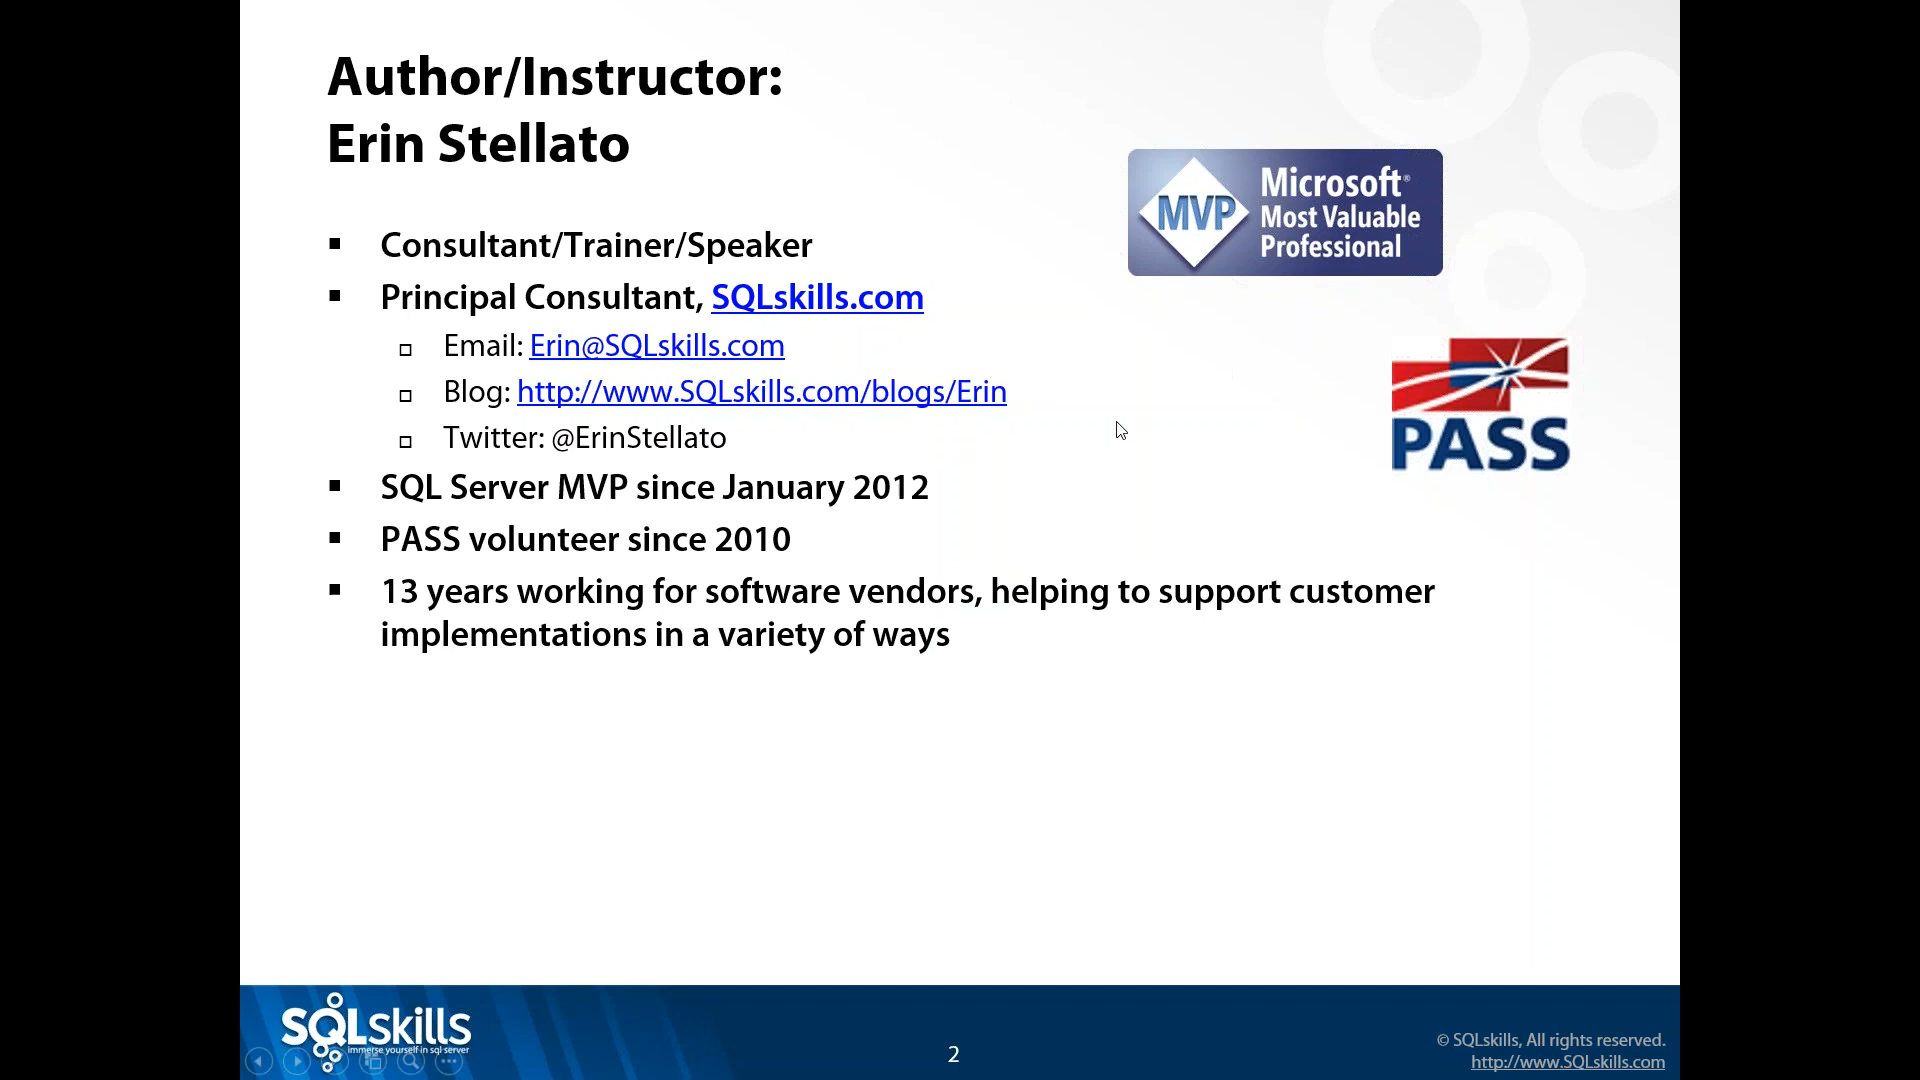 Author/Instructor:
Erin Stellato
Consultant/Trainer/Speaker
Principal Consultant, SQLskills.com
Email: Erin@SQLskills.com
Blog: http://www.SQLskills.com/blogs/Erin
Twitter: @ErinStellato
SQL Server MVP since January 2012
PASS volunteer since 2010
13 years working for software vendors, helping to support customer
implementations in a variety of ways
MVP
Microsoft®
Most Valuable
Professional
PASS
SQLskills
immerse yourself in sql server
2
© SQLskills, All rights reserved.
http://www.SQLskills.com